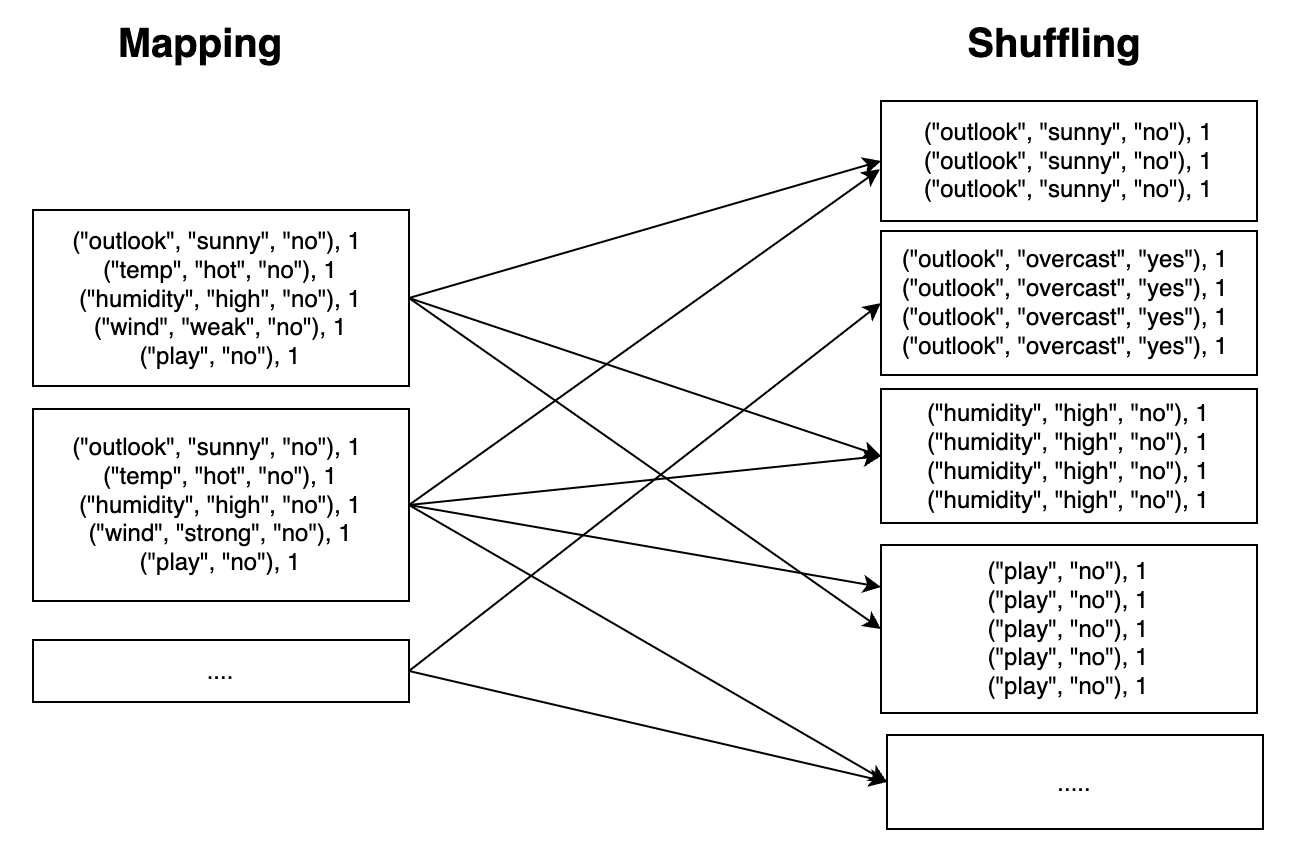 Mapping
("outlook", "sunny", "no"), 1
("temp", "hot", "no"), 1
("humidity", "high", "no"), 1
("wind", "weak", "no"), 1
("play", "no"), 1
("outlook", "sunny", "no"), 1
("temp", "hot", "no"), 1
("humidity", "high", "no"), 1
("wind", "strong", "no"), 1
("play", "no"), 1
....
Shuffling
("outlook", "sunny", "no"), 1
("outlook", "sunny", "no"), 1
("outlook", "sunny", "no"), 1
("outlook", "overcast", "yes"), 1
("outlook", "overcast", "yes"), 1
("outlook", "overcast", "yes"), 1
("outlook", "overcast", "yes"), 1
("humidity", "high", "no"), 1
("humidity", "high", "no"), 1
("humidity", "high", "no"), 1
("humidity", "high", "no"), 1
("play", "no"), 1
("play", "no"), 1
("play", "no"), 1
("play", "no"), 1
("play", "no"), 1
.....